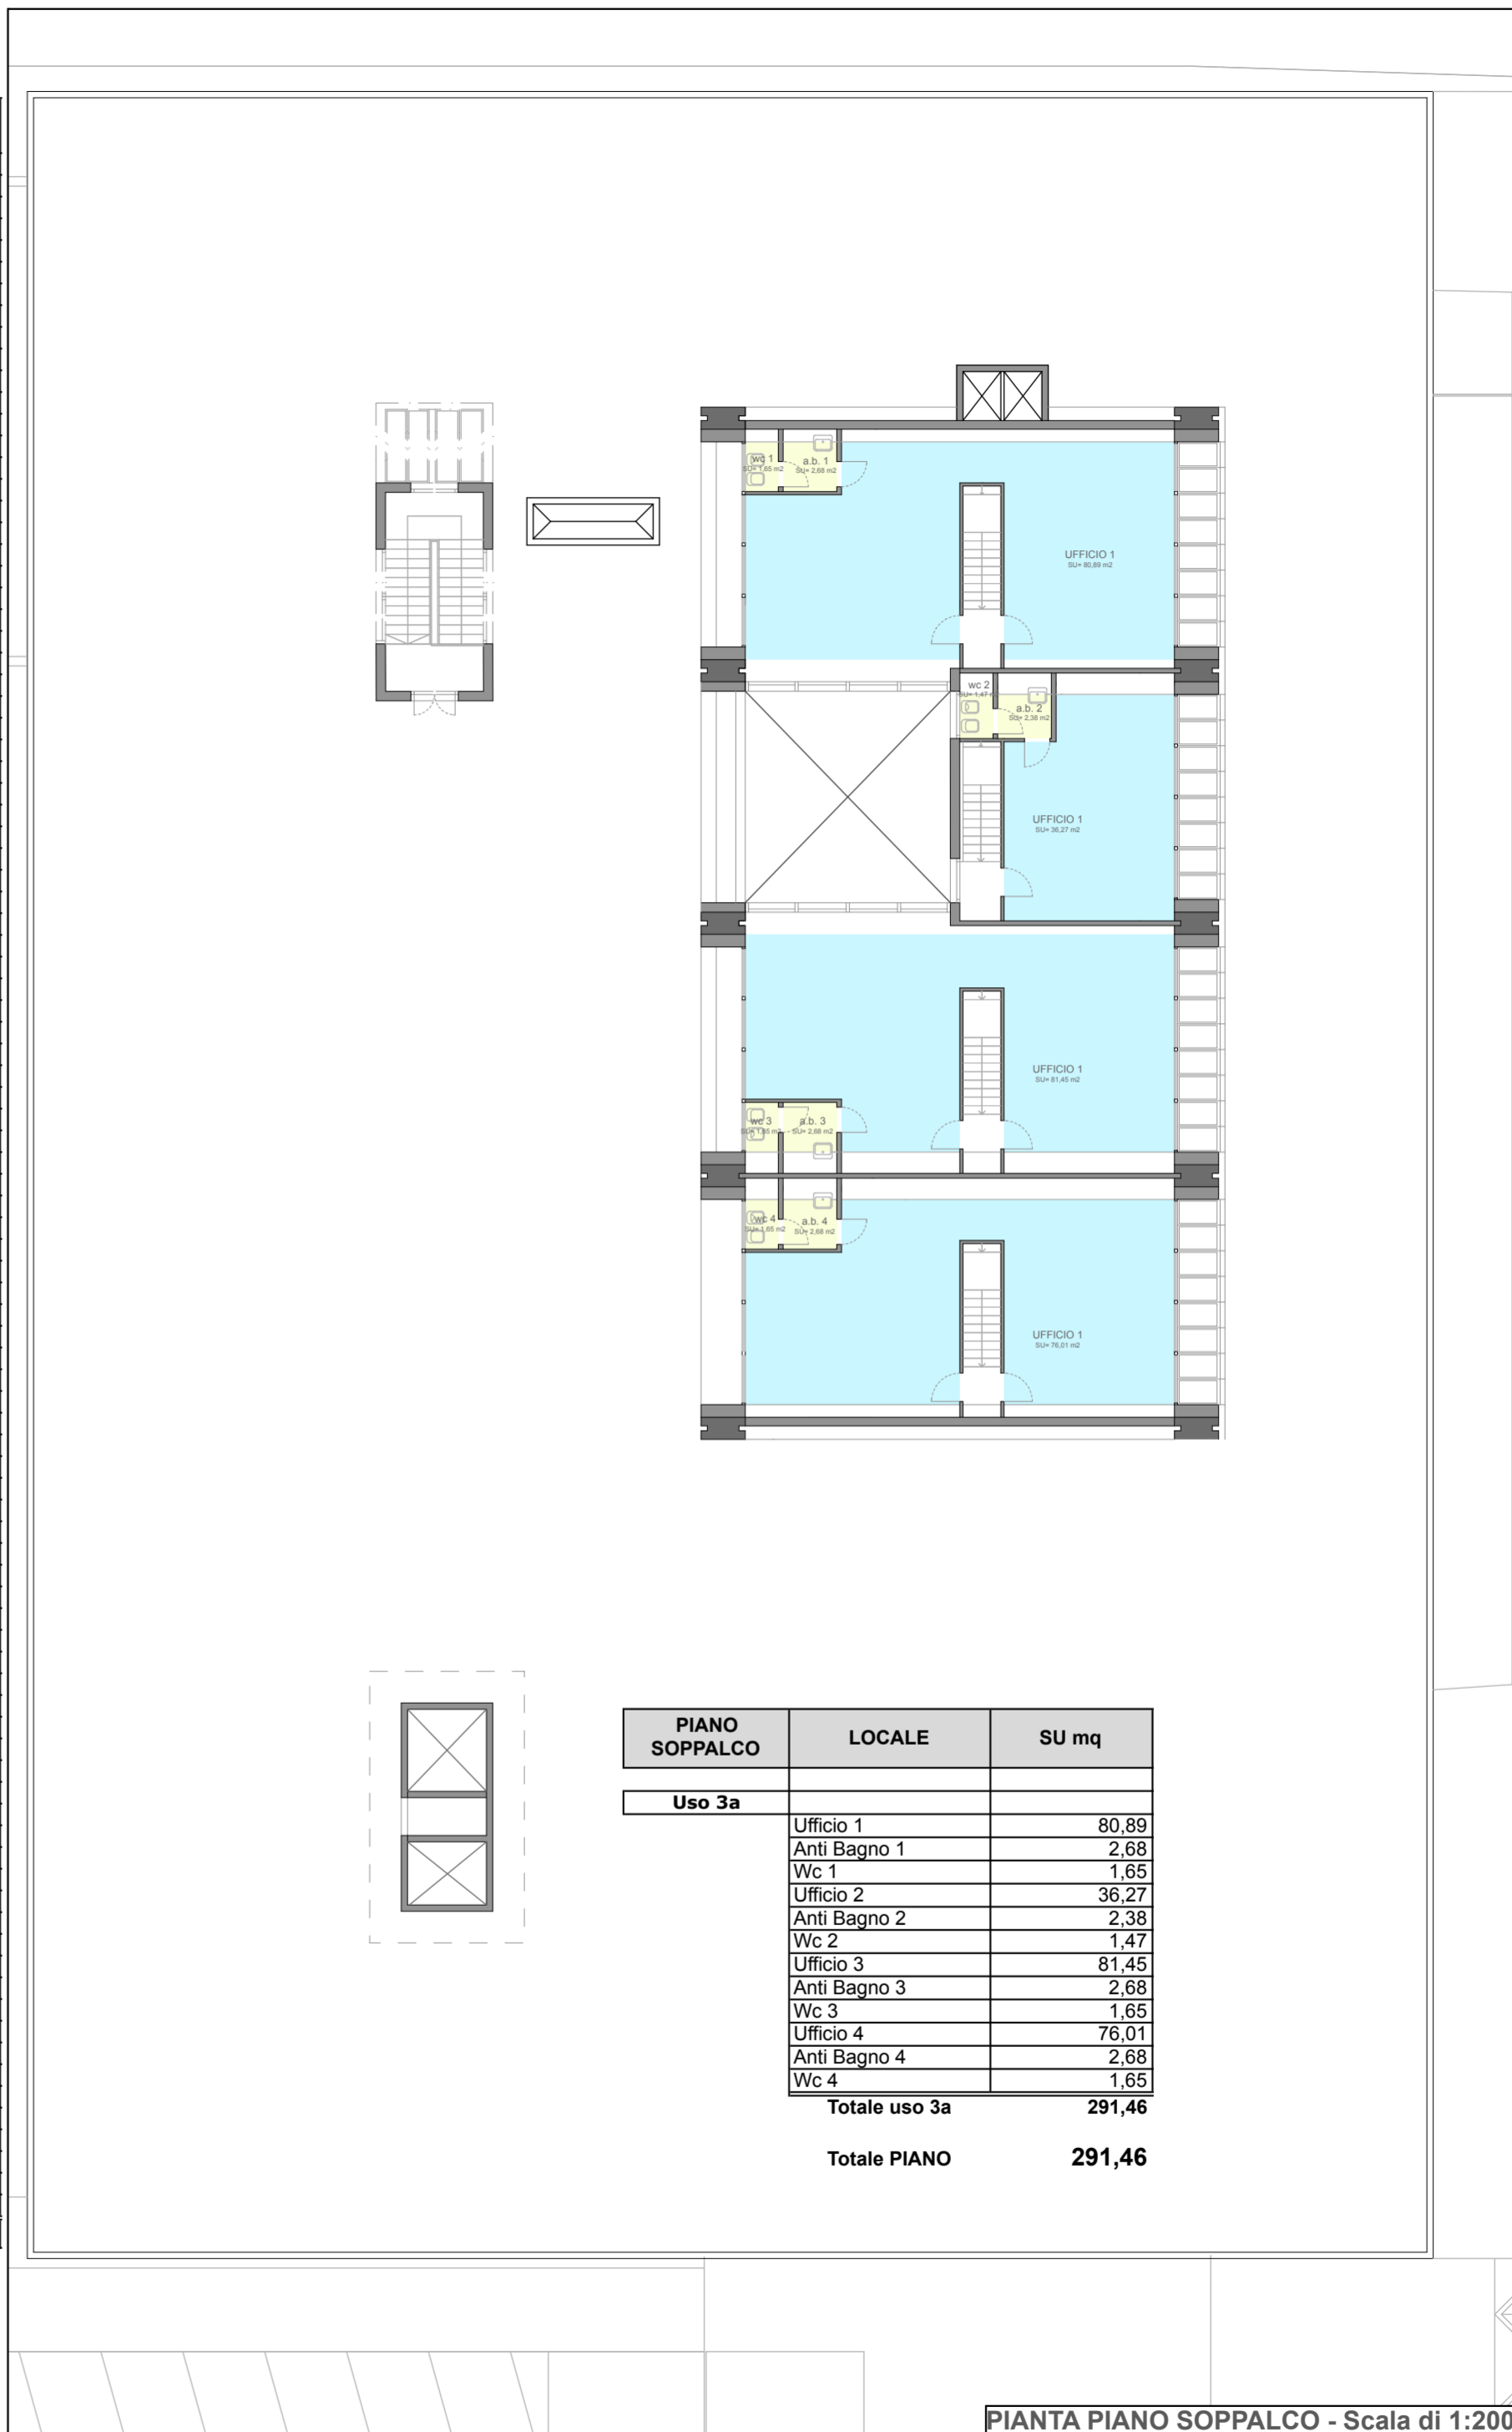 wc 1
SU= 1,65 m2
a.b. 1
SU= 2,68 m2
UFFICIO 1
SU= 80,89 m2
wc 2
SU= 1,47
a.b. 2
SU= 2,38 m2
UFFICIO 1
SU= 36,27 m2
UFFICIO 1
SU= 81,45 m2
wc 3
SU= 1,65 m2
a.b. 3
SU= 2,68 m2
wc 4
SU= 1,65 m2
a.b. 4
SU= 2,68 m2
UFFICIO 1
SU= 76,01 m2
PIANO SOPPALCO LOCALE SU mq
Uso 3a
Ufficio 1 80,89
Anti Bagno 1 2,68
Wc 1 1,65
Ufficio 2 36,27
Anti Bagno 2 2,38
Wc 2 1,47
Ufficio 3 81,45
Anti Bagno 3 2,68
Wc 3 1,65
Ufficio 4 76,01
Anti Bagno 4 2,68
Wc 4 1,65
Totale uso 3a 291,46
Totale PIANO 291,46
PIANTA PIANO SOPPALCO - Scala di 1:200